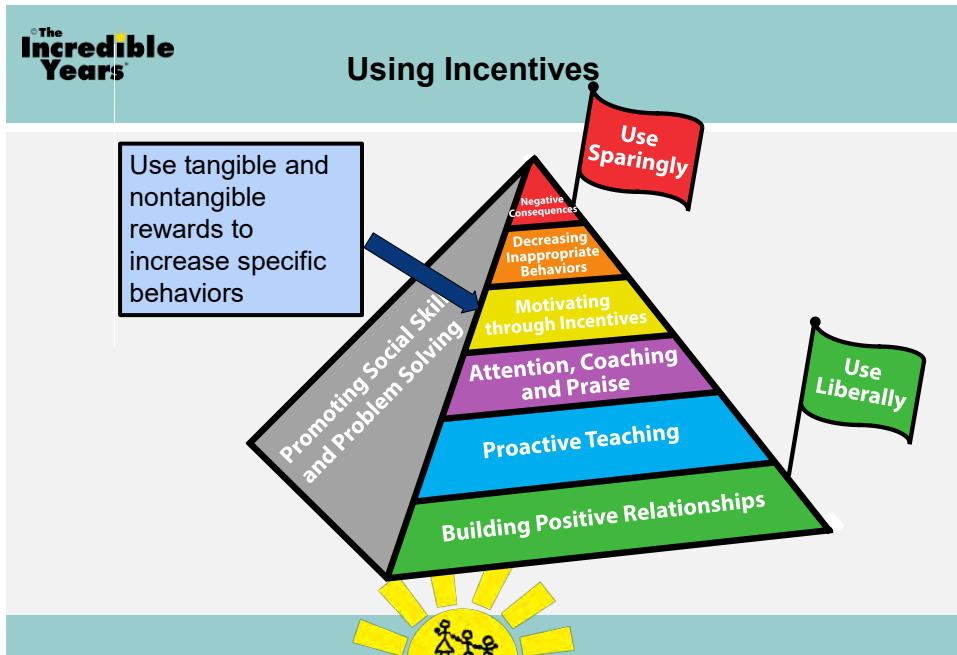 ©The
Incredible
Years®
Using Incentives
Use tangible and
nontangible
rewards to
increase specific
behaviors
Use
Sparingly
Negative
Consequences
Decreasing
Inappropriate
Behaviors
Motivating
through Incentives
Attention, Coaching
and Praise
Proactive Teaching
Building Positive Relationships
Promoting Social Skill
and Problem Solving
Use
Liberally